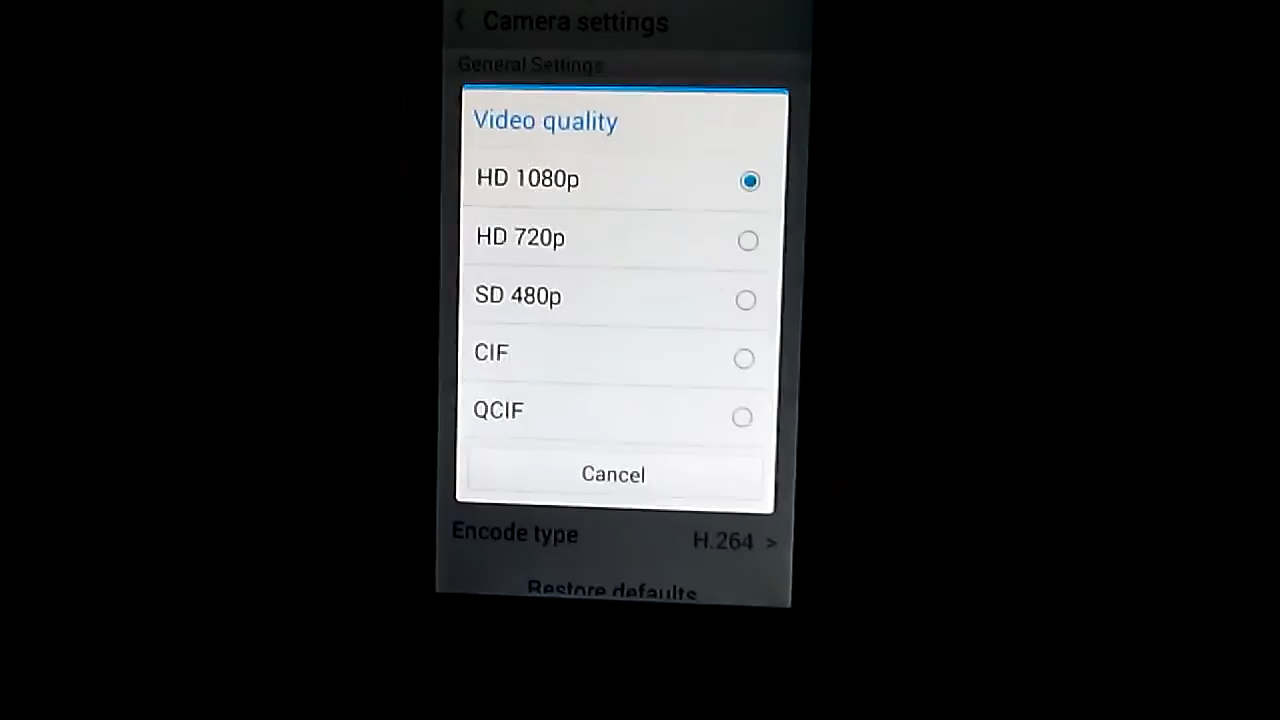 Camera settings
General Settings
Video quality
HD 1080p
HD 720p
SD 480p
CIF
QCIF
Cancel
Encode type H.264 >
Restore defaults